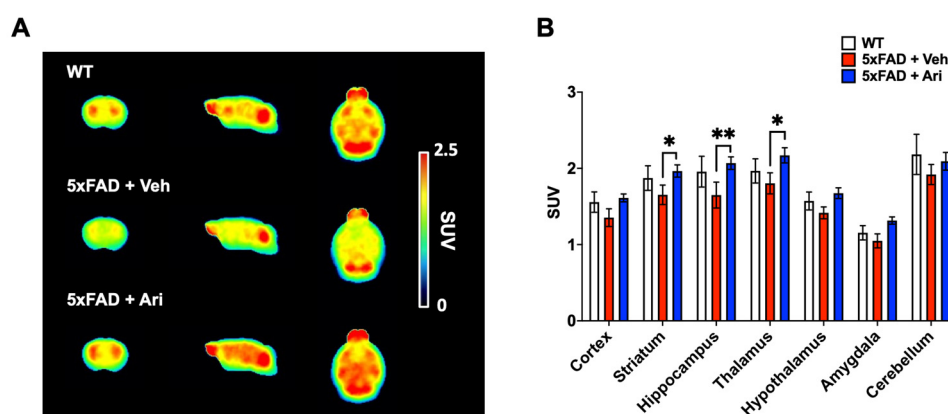 A
WT
5xFAD + Veh
5xFAD + Ari
2.5
SUV
0
B
WT
5xFAD + Veh
5xFAD + Ari
SUV
3
2
1
0
*
**
*
Cortex
Striatum
Hippocampus
Thalamus
Hypothalamus
Amygdala
Cerebellum